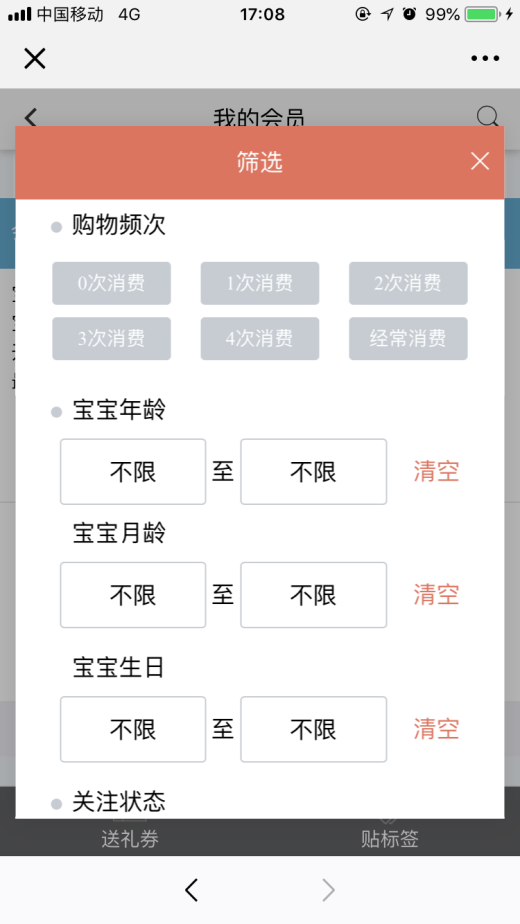 中国移动 4G 17:08 99%
我的会员
筛选
购物频次
0次消费 1次消费 2次消费
3次消费 4次消费 经常消费
宝宝年龄
不限 至 不限 清空
宝宝月龄
不限 至 不限 清空
宝宝生日
不限 至 不限 清空
关注状态
送礼券 贴标签